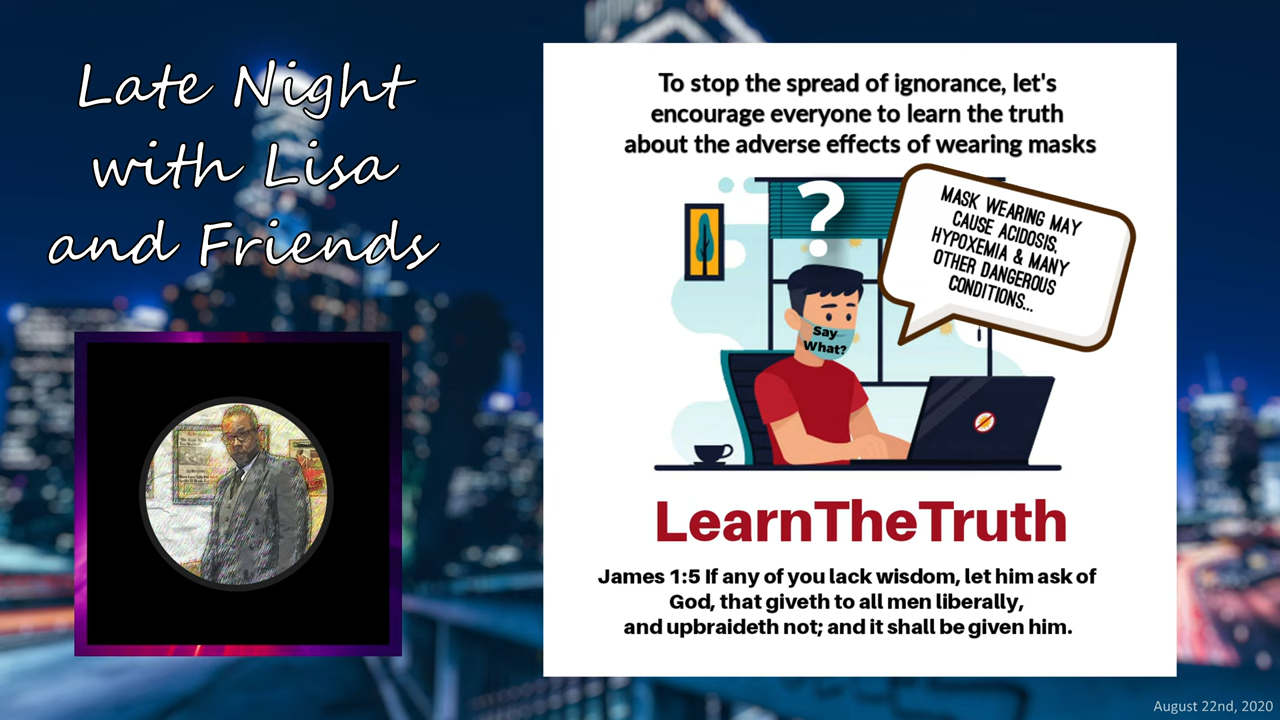 Late Night
with Lisa
and Friends
To stop the spread of ignorance, let's
encourage everyone to learn the truth
about the adverse effects of wearing masks
?
MASK WEARING MAY
CAUSE ACIDOSIS,
HYPOXEMIA & MANY
OTHER DANGEROUS
CONDITIONS...
Say
What?
LearnTheTruth
James 1:5 If any of you lack wisdom, let him ask of
God, that giveth to all men liberally,
and upbraideth not; and it shall be given him.
August 22nd, 2020